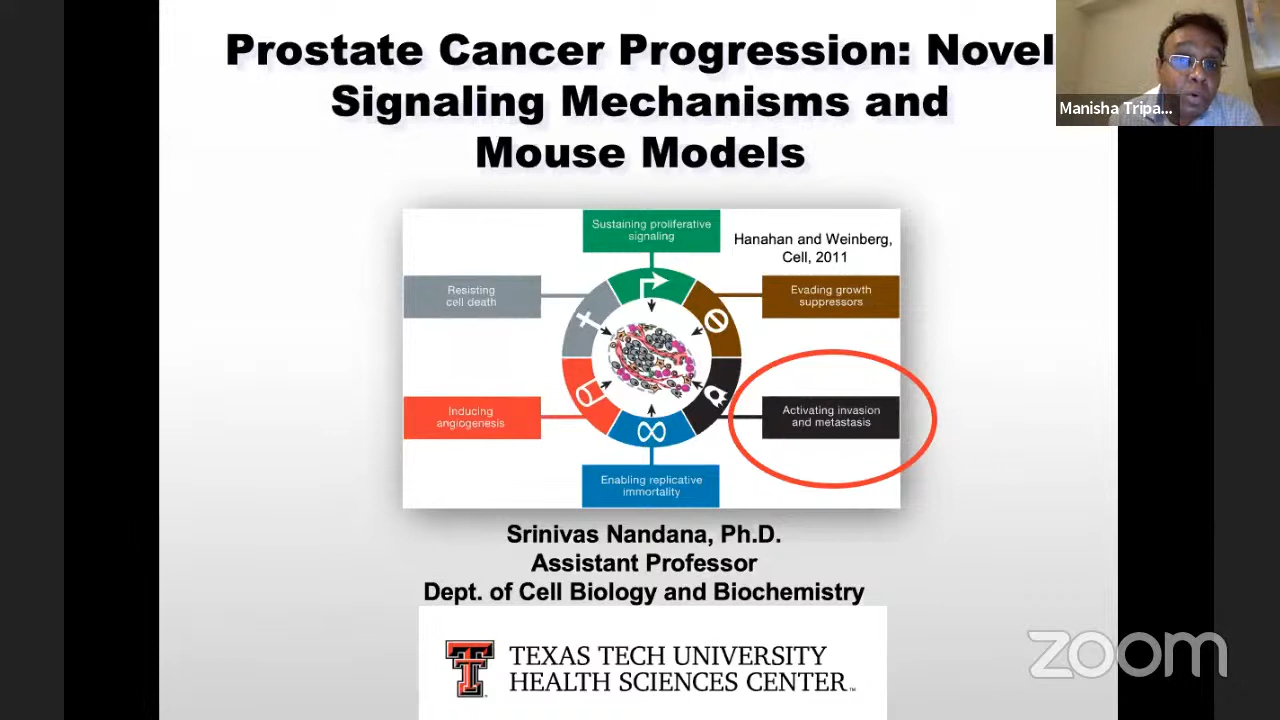 Prostate Cancer Progression: Novel
Signaling Mechanisms and
Mouse Models
Manisha Tripa...
Sustaining proliferative
signaling
Hanahan and Weinberg,
Cell, 2011
Resisting
cell death
Evading growth
suppressors
Inducing
angiogenesis
Activating invasion
and metastasis
Enabling replicative
immortality
Srinivas Nandana, Ph.D.
Assistant Professor
Dept. of Cell Biology and Biochemistry
TEXAS TECH UNIVERSITY
HEALTH SCIENCES CENTER™
zoom